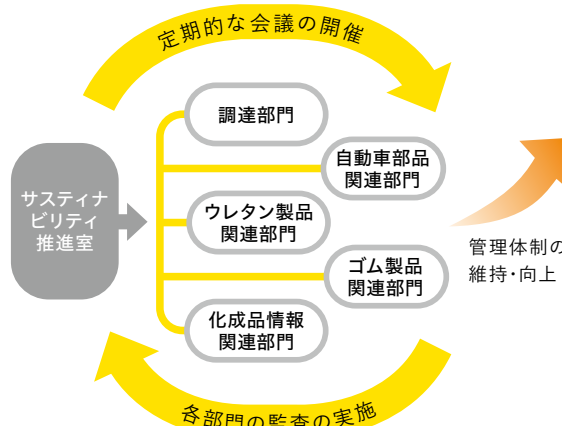 定期的な会議の開催
調達部門
自動車部品
関連部門
サスティナ
ビリティ
推進室
ウレタン製品
関連部門
管理体制の
維持・向上
ゴム製品
関連部門
化成品情報
関連部門
各部門の監査の実施